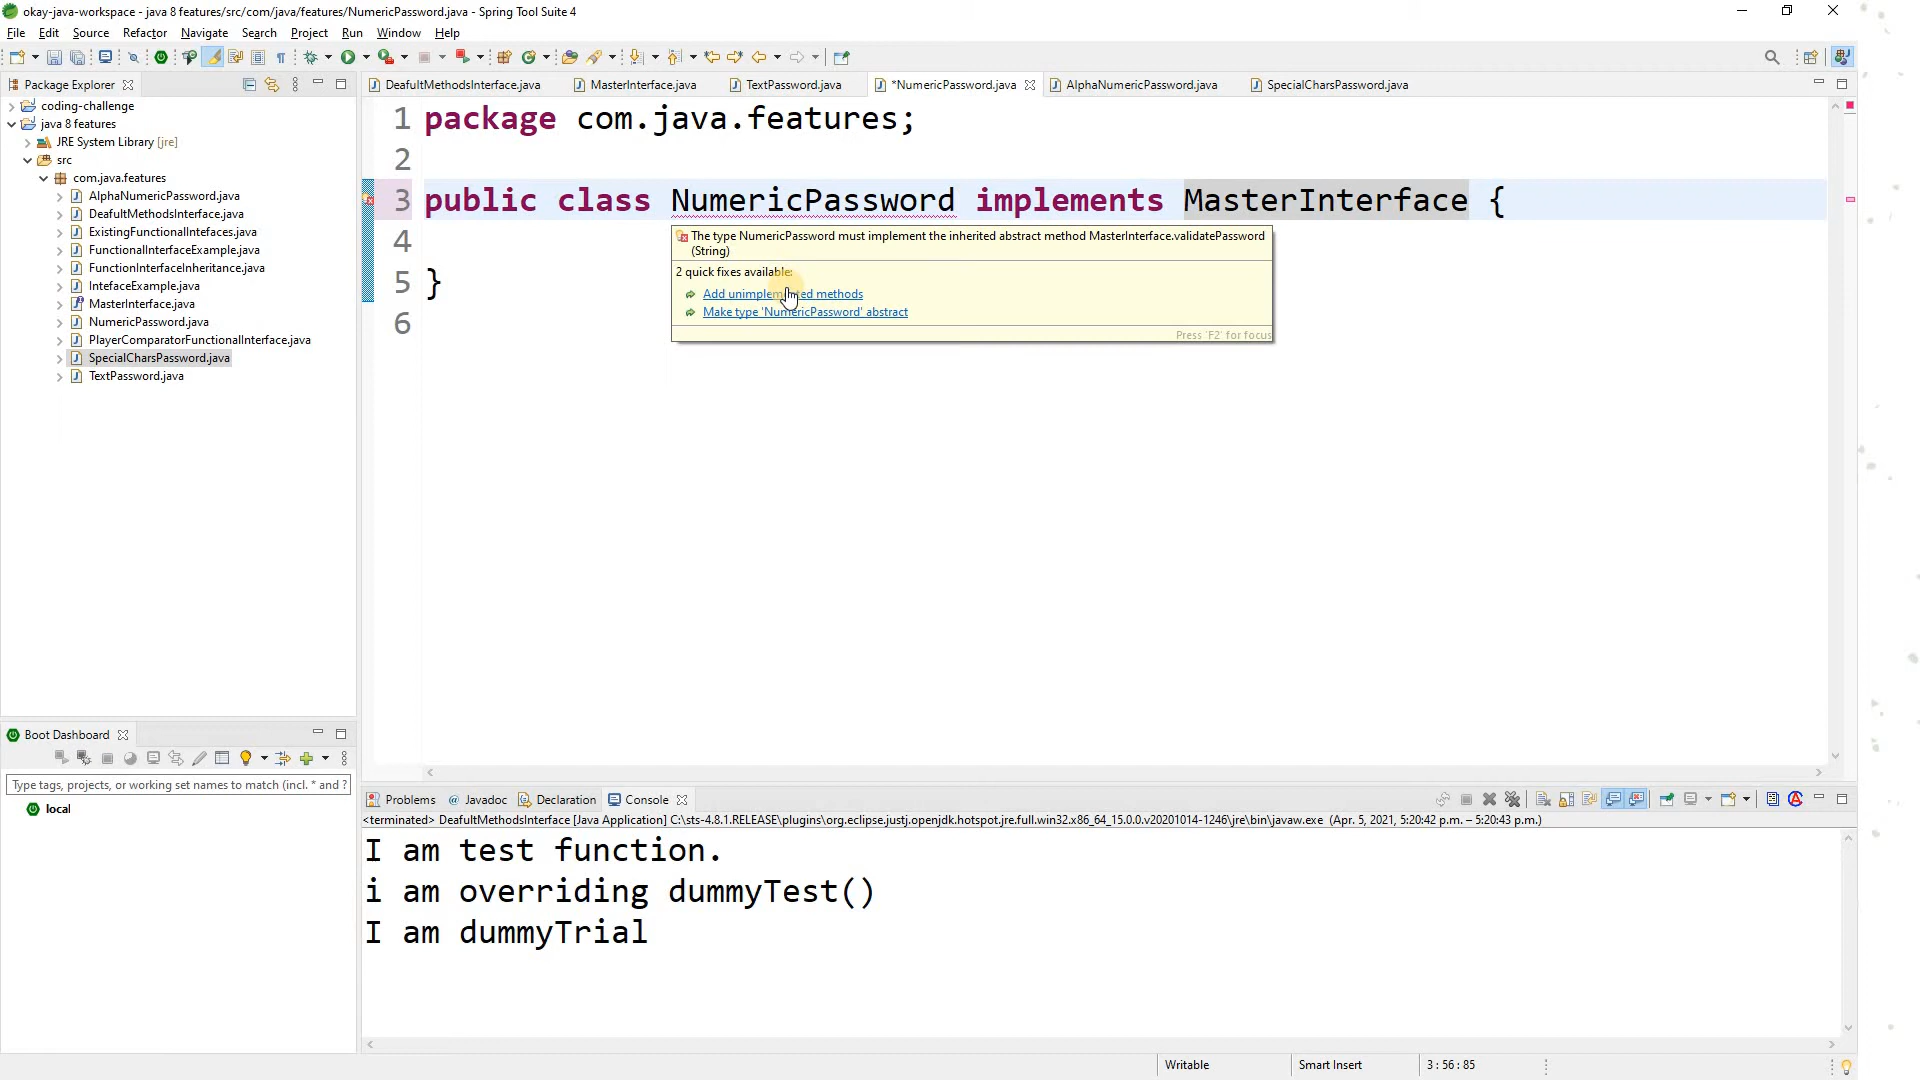 okay-java-workspace - java 8 features/src/com/java/features/NumericPassword.java - Spring Tool Suite 4
File Edit Source Refactor Navigate Search Project Run Window Help
Package Explorer
coding-challenge
java 8 features
JRE System Library [jre]
src
com.java.features
AlphaNumericPassword.java
DeafultMethodsInterface.java
ExistingFunctionalIntefaces.java
FunctionalInterfaceExample.java
FunctionInterfaceInheritance.java
IntefaceExample.java
MasterInterface.java
NumericPassword.java
PlayerComparatorFunctionalInterface.java
SpecialCharsPassword.java
TextPassword.java
DeafultMethodsInterface.java MasterInterface.java TextPassword.java *NumericPassword.java AlphaNumericPassword.java SpecialCharsPassword.java
1 package com.java.features;
2
3 public class NumericPassword implements MasterInterface {
4
5 }
6
The type NumericPassword must implement the inherited abstract method MasterInterface.validatePassword
(String)
2 quick fixes available:
Add unimplemented methods
Make type 'NumericPassword' abstract
Press 'F2' for focus
Boot Dashboard
Type tags, projects, or working set names to match (incl. * and ?
local
Problems @ Javadoc Declaration Console
<terminated> DeafultMethodsInterface [Java Application] C:\sts-4.8.1.RELEASE\plugins\org.eclipse.justj.openjdk.hotspot.jre.full.win32.x86_64_15.0.0.v20201014-1246\jre\bin\javaw.exe (Apr. 5, 2021, 5:20:42 p.m. – 5:20:43 p.m.)
I am test function.
i am overriding dummyTest()
I am dummyTrial
Writable Smart Insert 3 : 56 : 85